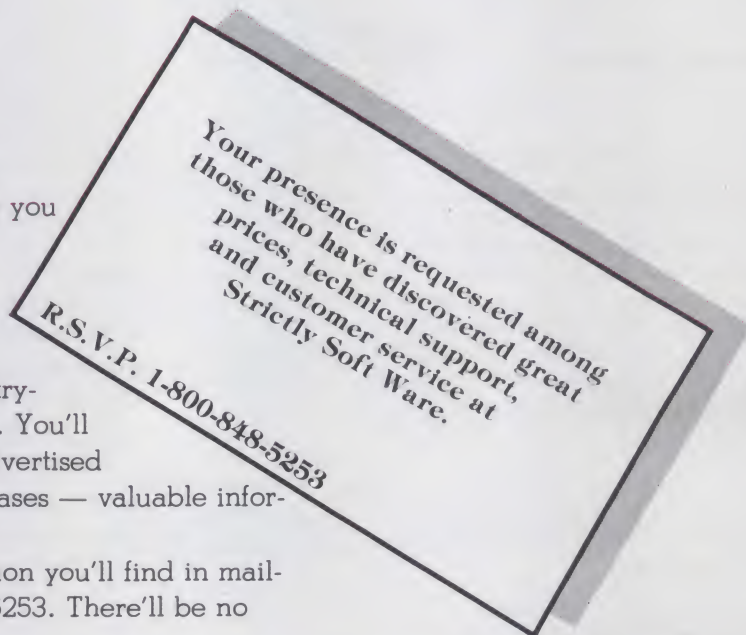 you
Your presence is requested among
those who have discovered great
prices, technical support,
and customer service at
Strictly Soft Ware.
R.S.V.P. 1-800-848-5253
try-
. You'll
vertised
ases — valuable infor-
on you'll find in mail-
5253. There'll be no